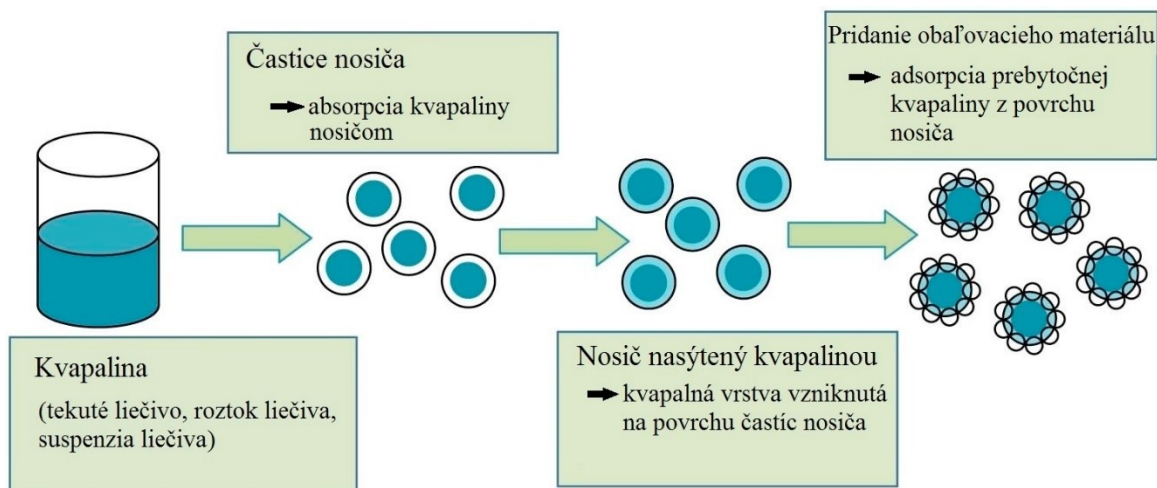 Kvapalina
(tekuté liečivo, roztok liečiva,
suspenzia liečiva)
Častice nosiča
absorpcia kvapaliny
nosičom
Nosič nasýtený kvapalinou
kvapalná vrstva vzniknutá
na povrchu častíc nosiča
Pridanie obaľovacieho materiálu
adsorpcia prebytočnej
kvapaliny z povrchu
nosiča